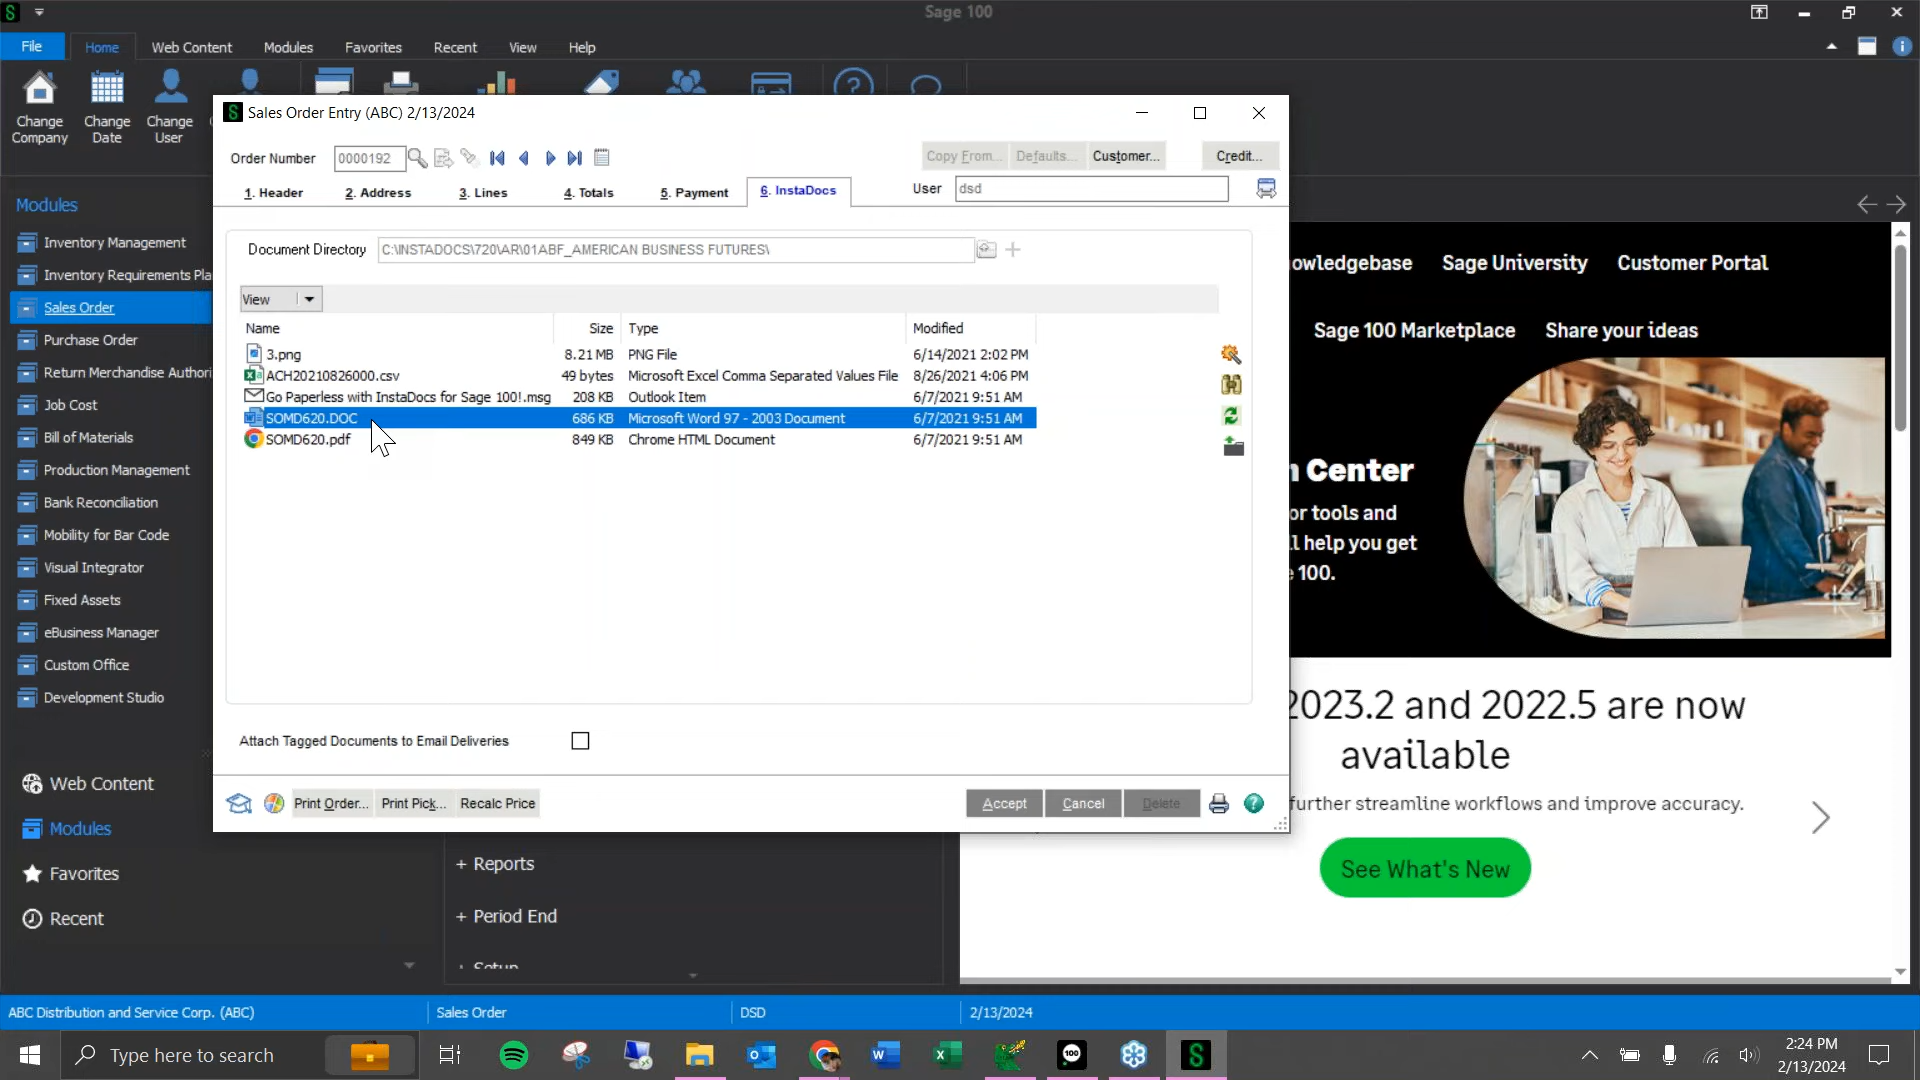 Sage 100
File Home Web Content Modules Favorites Recent View Help
Change Company
Change Date
Change User
Modules
Inventory Management
Inventory Requirements Pla
Sales Order
Purchase Order
Return Merchandise Authori
Job Cost
Bill of Materials
Production Management
Bank Reconciliation
Mobility for Bar Code
Visual Integrator
Fixed Assets
eBusiness Manager
Custom Office
Development Studio
Web Content
Modules
Favorites
Recent
Sales Order Entry (ABC) 2/13/2024
Order Number 0000192
Copy From... Defaults... Customer... Credit...
1. Header 2. Address 3. Lines 4. Totals 5. Payment 6. InstaDocs
User dsd
Document Directory C:\INSTADOCS\720\AR\01ABF_AMERICAN BUSINESS FUTURES\
View
Name Size Type Modified
3.png 8.21 MB PNG File 6/14/2021 2:02 PM
ACH20210826000.csv 49 bytes Microsoft Excel Comma Separated Values File 8/26/2021 4:06 PM
Go Paperless with InstaDocs for Sage 100!.msg 208 KB Outlook Item 6/7/2021 9:51 AM
SOMD620.DOC 686 KB Microsoft Word 97 - 2003 Document 6/7/2021 9:51 AM
SOMD620.pdf 849 KB Chrome HTML Document 6/7/2021 9:51 AM
Attach Tagged Documents to Email Deliveries
Print Order... Print Pick... Recalc Price
Accept Cancel Delete
+ Reports
+ Period End
+ Setup
owledgebase Sage University Customer Portal
Sage 100 Marketplace Share your ideas
n Center
or tools and
l help you get
e 100.
2023.2 and 2022.5 are now
available
further streamline workflows and improve accuracy.
See What's New
ABC Distribution and Service Corp. (ABC) Sales Order DSD 2/13/2024
Type here to search
100
2:24 PM
2/13/2024